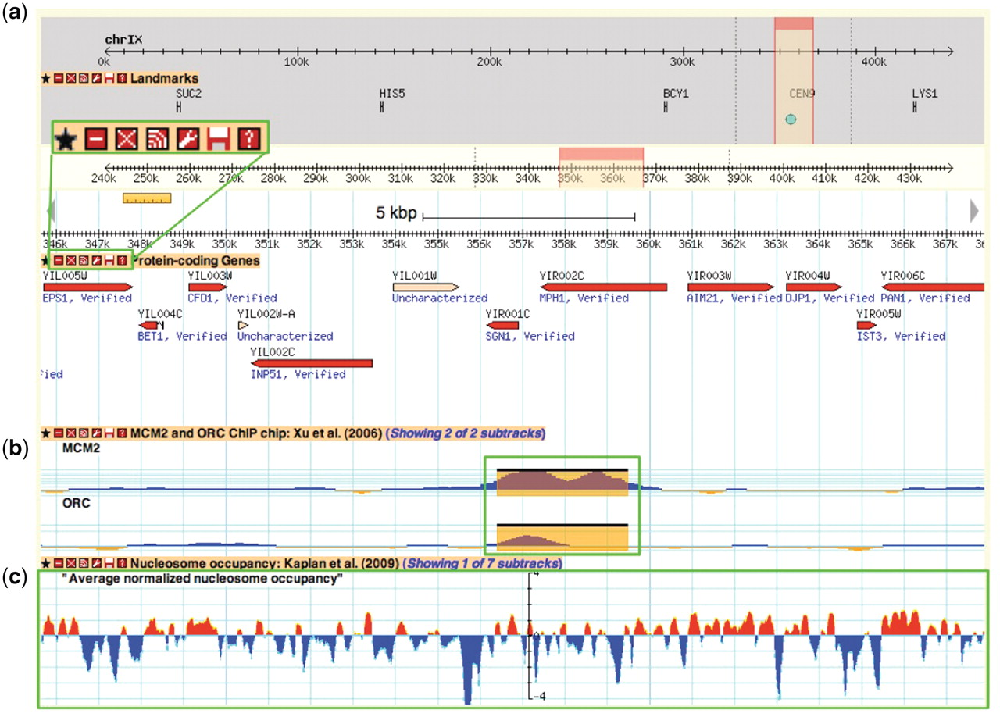 (a)
chrIX
0k 100k 200k 300k 400k
Landmarks
SUC2 HIS5 BCY1 CEN9 LYS1
240k 250k 260k 270k 280k 290k 300k 310k 320k 330k 340k 350k 360k 370k 380k 390k 400k 410k 420k 430k
5 kbp
346k 347k 348k 349k 350k 351k 352k 353k 354k 355k 356k 357k 358k 359k 360k 361k 362k 363k 364k 365k 366k 367k 36
Protein-coding Genes
YIL005W YIL003W YIL001W YIR002C YIR003W YIR004W YIR006C
EPS1, Verified CFD1, Verified Uncharacterized MPH1, Verified AIM21, Verified DJP1, Verified PAN1, Verified
YIL004C YIL002W-A YIR001C YIR005W
BET1, Verified Uncharacterized SGN1, Verified IST3, Verified
YIL002C
fied INP51, Verified
MCM2 and ORC ChIP chip: Xu et al. (2006) (Showing 2 of 2 subtracks)
(b)
MCM2
ORC
Nucleosome occupancy: Kaplan et al. (2009) (Showing 1 of 7 subtracks)
(c)
"Average normalized nucleosome occupancy" 4
0
-4